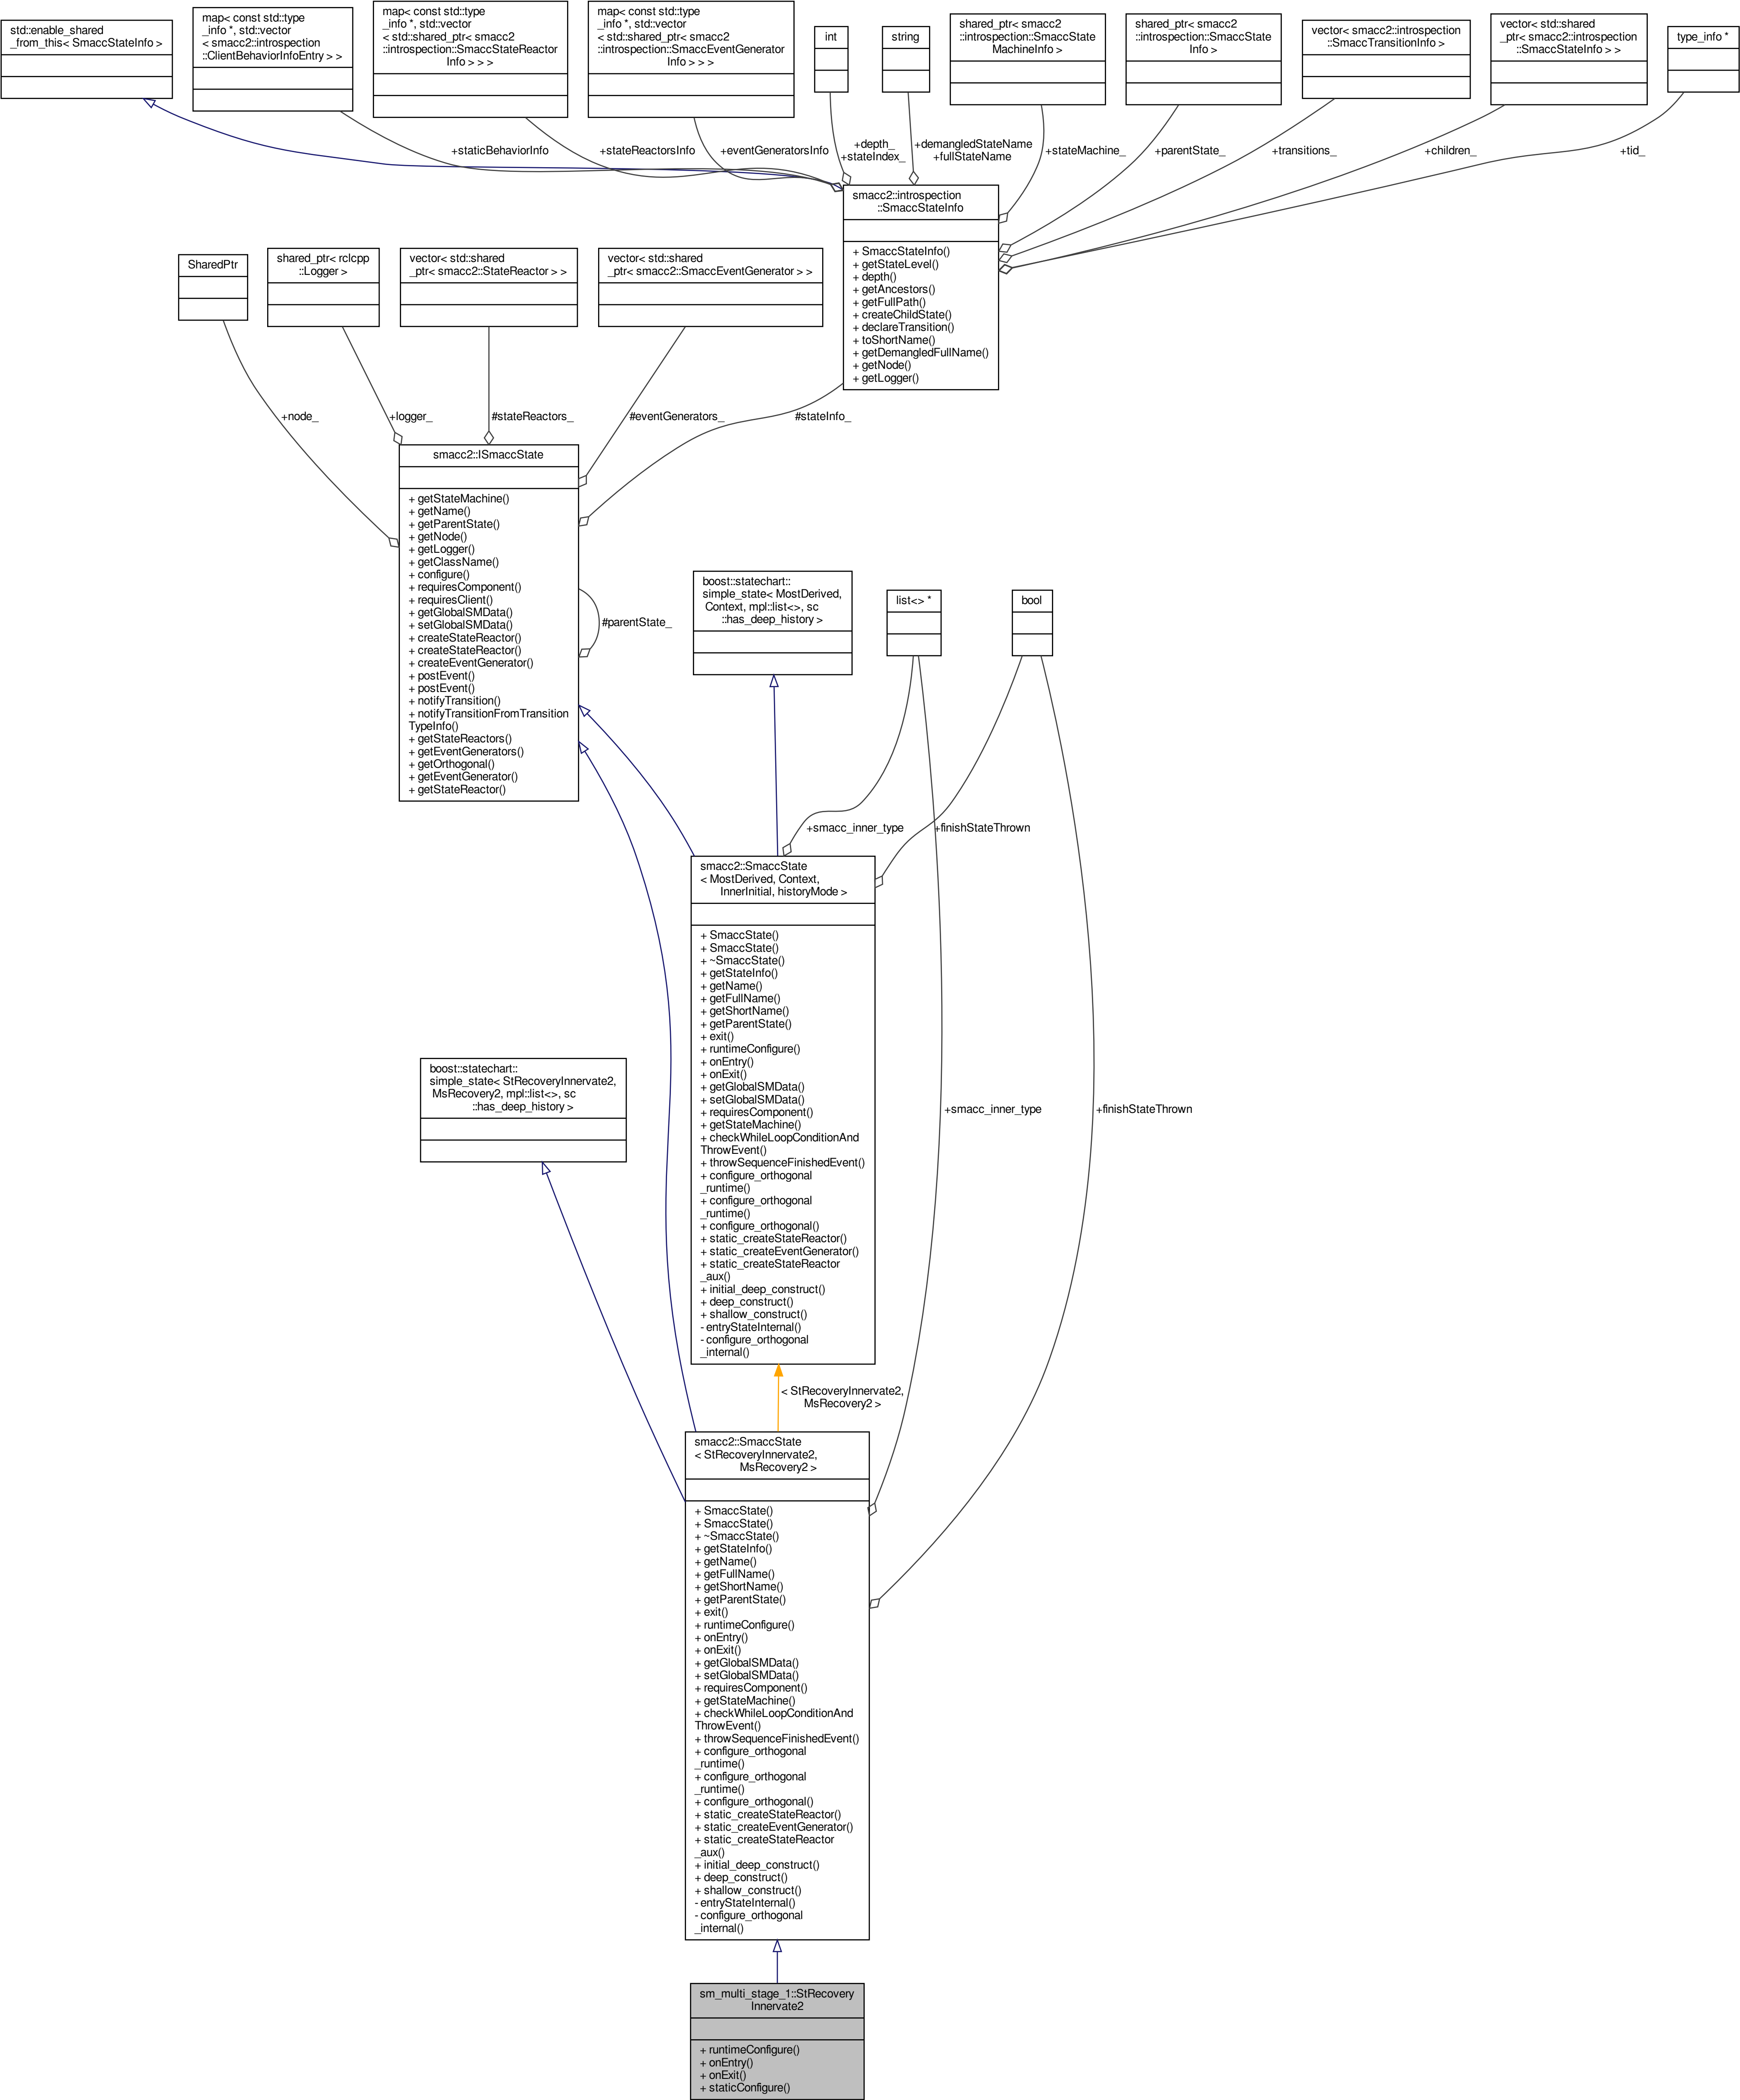 std::enable_shared
_from_this< SmaccStateInfo >
map< const std::type
_info *, std::vector
< smacc2::introspection
::ClientBehaviorInfoEntry > >
map< const std::type
_info *, std::vector
< std::shared_ptr< smacc2
::introspection::SmaccStateReactor
Info > > >
map< const std::type
_info *, std::vector
< std::shared_ptr< smacc2
::introspection::SmaccEventGenerator
Info > > >
int
string
shared_ptr< smacc2
::introspection::SmaccState
MachineInfo >
shared_ptr< smacc2
::introspection::SmaccState
Info >
vector< smacc2::introspection
::SmaccTransitionInfo >
vector< std::shared
_ptr< smacc2::introspection
::SmaccStateInfo > >
type_info *
+staticBehaviorInfo
+stateReactorsInfo
+eventGeneratorsInfo
+depth_
+stateIndex_
+demangledStateName
+fullStateName
+stateMachine_
+parentState_
+transitions_
+children_
+tid_
smacc2::introspection
::SmaccStateInfo
+ SmaccStateInfo()
+ getStateLevel()
+ depth()
+ getAncestors()
+ getFullPath()
+ createChildState()
+ declareTransition()
+ toShortName()
+ getDemangledFullName()
+ getNode()
+ getLogger()
SharedPtr
shared_ptr< rclcpp
::Logger >
vector< std::shared
_ptr< smacc2::StateReactor > >
vector< std::shared
_ptr< smacc2::SmaccEventGenerator > >
+node_
+logger_
#stateReactors_
#eventGenerators_
#stateInfo_
smacc2::ISmaccState
+ getStateMachine()
+ getName()
+ getParentState()
+ getNode()
+ getLogger()
+ getClassName()
+ configure()
+ requiresComponent()
+ requiresClient()
+ getGlobalSMData()
+ setGlobalSMData()
+ createStateReactor()
+ createStateReactor()
+ createEventGenerator()
+ postEvent()
+ postEvent()
+ notifyTransition()
+ notifyTransitionFromTransition
TypeInfo()
+ getStateReactors()
+ getEventGenerators()
+ getOrthogonal()
+ getEventGenerator()
+ getStateReactor()
#parentState_
boost::statechart::
simple_state< MostDerived,
Context, mpl::list<>, sc
::has_deep_history >
list<> *
bool
+smacc_inner_type
+finishStateThrown
smacc2::SmaccState
< MostDerived, Context,
InnerInitial, historyMode >
+ SmaccState()
+ SmaccState()
+ ~SmaccState()
+ getStateInfo()
+ getName()
+ getFullName()
+ getShortName()
+ getParentState()
+ exit()
+ runtimeConfigure()
+ onEntry()
+ onExit()
+ getGlobalSMData()
+ setGlobalSMData()
+ requiresComponent()
+ getStateMachine()
+ checkWhileLoopConditionAnd
ThrowEvent()
+ throwSequenceFinishedEvent()
+ configure_orthogonal
_runtime()
+ configure_orthogonal
_runtime()
+ configure_orthogonal()
+ static_createStateReactor()
+ static_createEventGenerator()
+ static_createStateReactor
_aux()
+ initial_deep_construct()
+ deep_construct()
+ shallow_construct()
- entryStateInternal()
- configure_orthogonal
_internal()
boost::statechart::
simple_state< StRecoveryInnervate2,
MsRecovery2, mpl::list<>, sc
::has_deep_history >
+smacc_inner_type
+finishStateThrown
< StRecoveryInnervate2,
MsRecovery2 >
smacc2::SmaccState
< StRecoveryInnervate2,
MsRecovery2 >
+ SmaccState()
+ SmaccState()
+ ~SmaccState()
+ getStateInfo()
+ getName()
+ getFullName()
+ getShortName()
+ getParentState()
+ exit()
+ runtimeConfigure()
+ onEntry()
+ onExit()
+ getGlobalSMData()
+ setGlobalSMData()
+ requiresComponent()
+ getStateMachine()
+ checkWhileLoopConditionAnd
ThrowEvent()
+ throwSequenceFinishedEvent()
+ configure_orthogonal
_runtime()
+ configure_orthogonal
_runtime()
+ configure_orthogonal()
+ static_createStateReactor()
+ static_createEventGenerator()
+ static_createStateReactor
_aux()
+ initial_deep_construct()
+ deep_construct()
+ shallow_construct()
- entryStateInternal()
- configure_orthogonal
_internal()
sm_multi_stage_1::StRecovery
Innervate2
+ runtimeConfigure()
+ onEntry()
+ onExit()
+ staticConfigure()